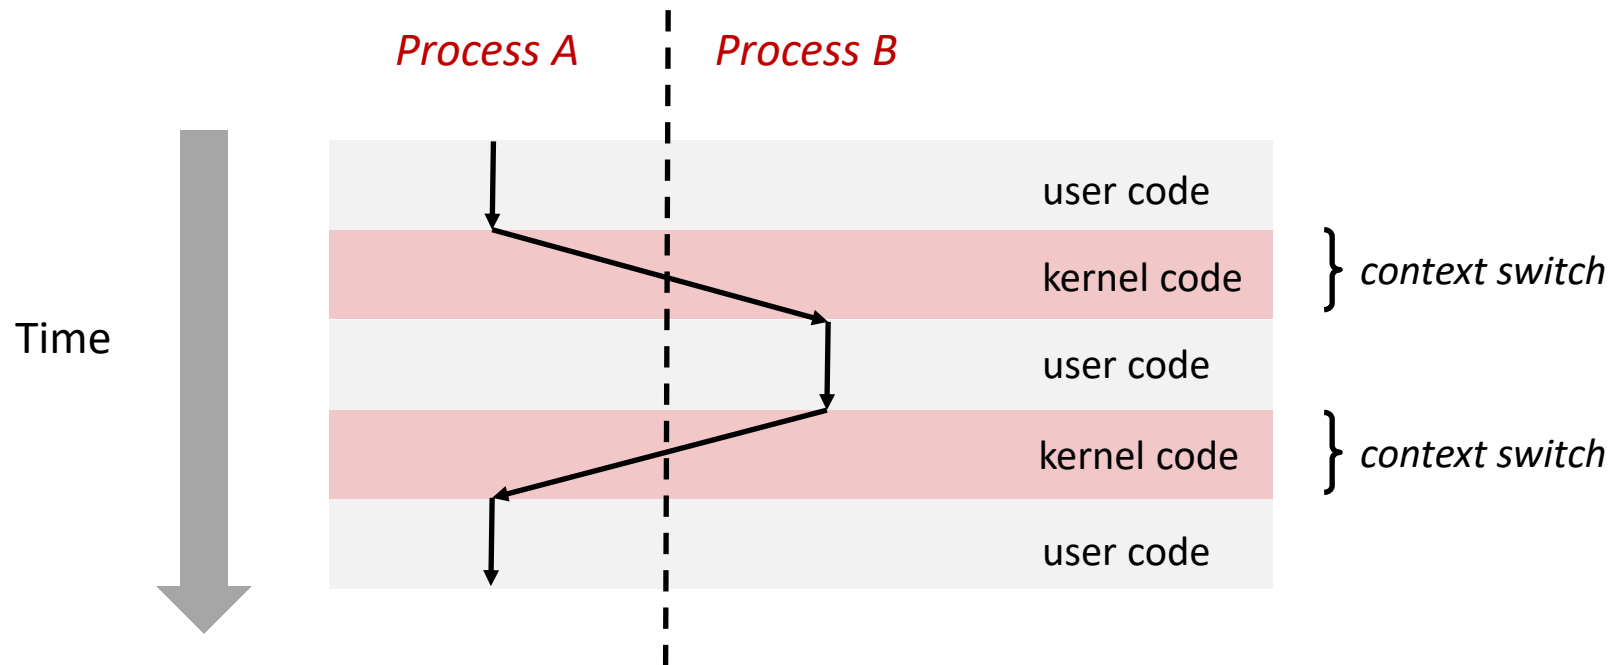 Process A
Process B
user code
kernel code
context switch
Time
user code
kernel code
context switch
user code